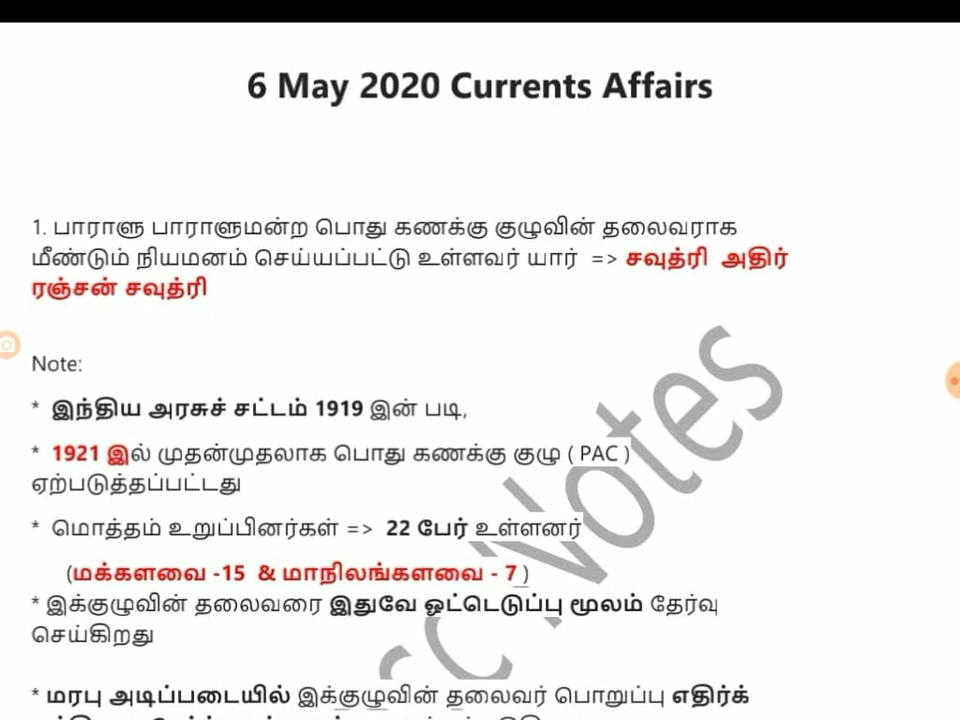 6 May 2020 Currents Affairs
1. பாராளு பாராளுமன்ற பொது கணக்கு குழுவின் தலைவராக
மீண்டும் நியமனம் செய்யப்பட்டு உள்ளவர் யார் => சவுத்ரி அதிர்
ரஞ்சன் சவுத்ரி
Note:
* இந்திய அரசுச் சட்டம் 1919 இன் படி,
* 1921 இல் முதன்முதலாக பொது கணக்கு குழு ( PAC )
ஏற்படுத்தப்பட்டது
* மொத்தம் உறுப்பினர்கள் => 22 பேர் உள்ளனர்
(மக்களவை -15 & மாநிலங்களவை - 7 )
* இக்குழுவின் தலைவரை இதுவே ஒட்டெடுப்பு மூலம் தேர்வு
செய்கிறது
* மரபு அடிப்படையில் இக்குழுவின் தலைவர் பொறுப்பு எதிர்க்
Notes